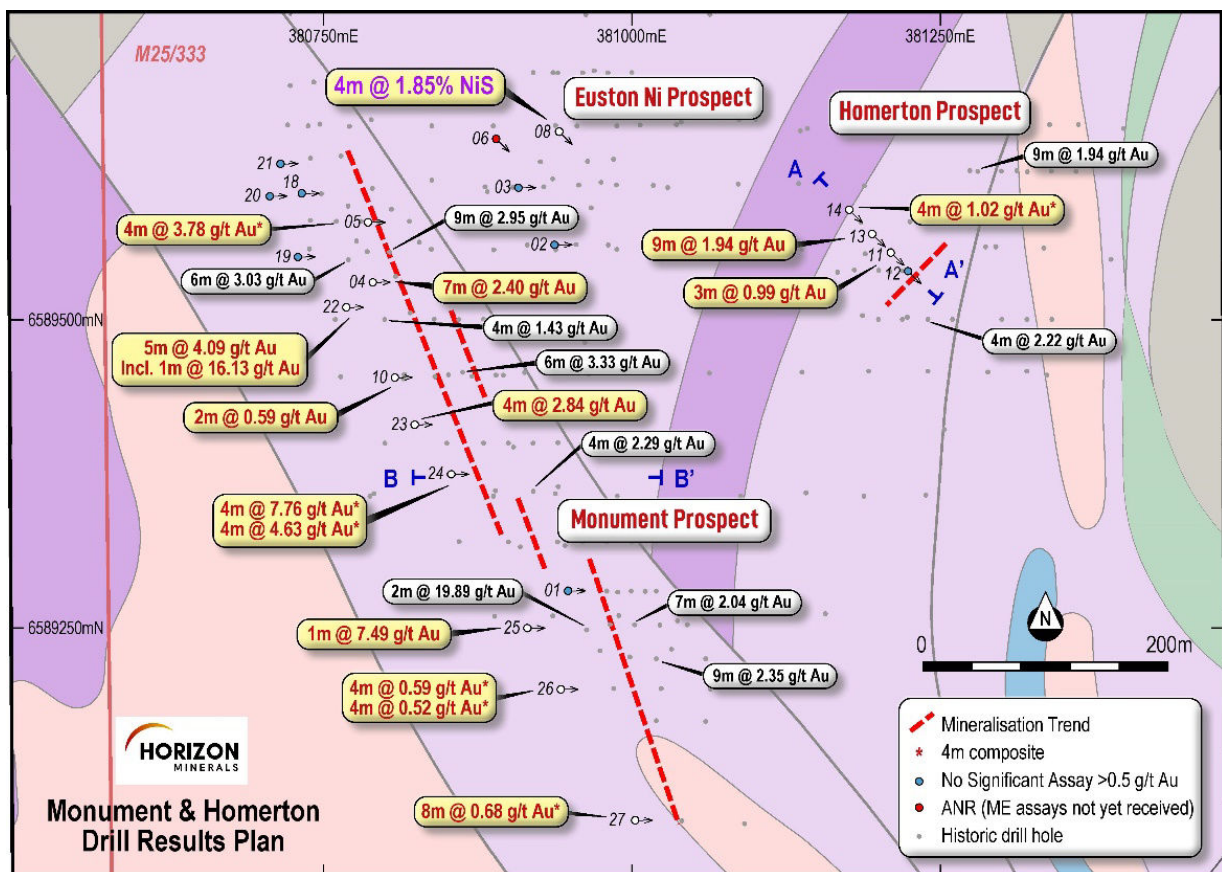 380750mE
381000mE
381250mE
M25/333
4m @ 1.85% NiS
Euston Ni Prospect
Homerton Prospect
08
06
9m @ 1.94 g/t Au
21
A
20
18
03
4m @ 3.78 g/t Au*
05
9m @ 2.95 g/t Au
14
4m @ 1.02 g/t Au*
9m @ 1.94 g/t Au
13
02
11
19
12
A'
6m @ 3.03 g/t Au
04
7m @ 2.40 g/t Au
3m @ 0.99 g/t Au
22
6589500mN
4m @ 1.43 g/t Au
4m @ 2.22 g/t Au
5m @ 4.09 g/t Au
Incl. 1m @ 16.13 g/t Au
6m @ 3.33 g/t Au
10
2m @ 0.59 g/t Au
4m @ 2.84 g/t Au
23
4m @ 2.29 g/t Au
B
24
B'
4m @ 7.76 g/t Au*
4m @ 4.63 g/t Au*
Monument Prospect
2m @ 19.89 g/t Au
01
7m @ 2.04 g/t Au
6589250mN
1m @ 7.49 g/t Au
25
N
0
200m
9m @ 2.35 g/t Au
4m @ 0.59 g/t Au*
4m @ 0.52 g/t Au*
26
HORIZON
MINERALS
Monument & Homerton
Drill Results Plan
8m @ 0.68 g/t Au*
27
Mineralisation Trend
* 4m composite
No Significant Assay >0.5 g/t Au
ANR (ME assays not yet received)
Historic drill hole